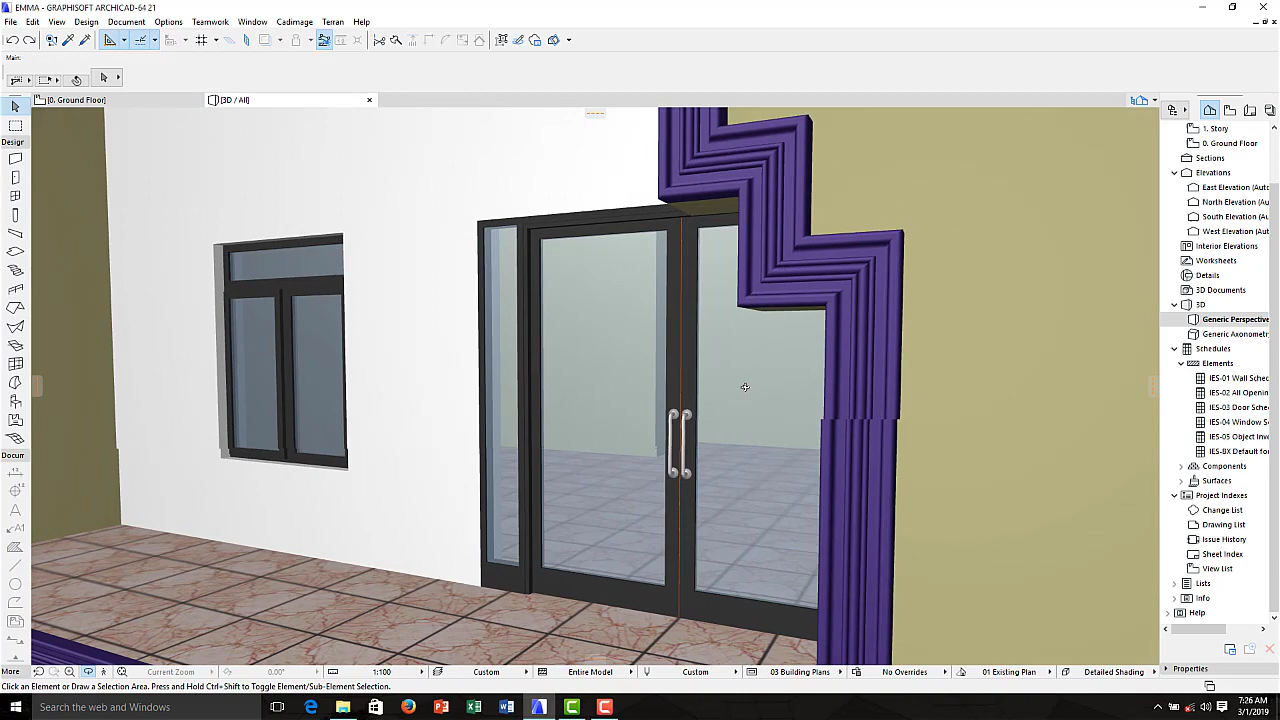 EMMA - GRAPHISOFT ARCHICAD-64 21
File Edit View Design Document Options Teamwork Window Cadimage Terran Help
Main:
[0. Ground Floor]
[3D / All]
Design
1. Story
0. Ground Floor
Sections
Elevations
East Elevation (Aut
North Elevation (Au
South Elevation (Au
West Elevation (Aut
Interior Elevations
Worksheets
Details
3D Documents
3D
Generic Perspective
Generic Axonometr
Schedules
Elements
IES-01 Wall Sched
IES-02 All Opening
IES-03 Door Sche
IES-04 Window Sc
IES-05 Object Inve
IES-BX Default for
Components
Surfaces
Project Indexes
Change List
Drawing List
Issue History
Sheet Index
View List
Lists
Info
Help
Docum
A1
More
Current Zoom
0.00°
1:100
Custom
Entire Model
Custom
03 Building Plans
No Overrides
01 Existing Plan
Detailed Shading
Properties
Click an Element or Draw a Selection Area. Press and Hold Ctrl+Shift to Toggle Element/Sub-Element Selection.
Search the web and Windows
7:26 AM
3/1/2019